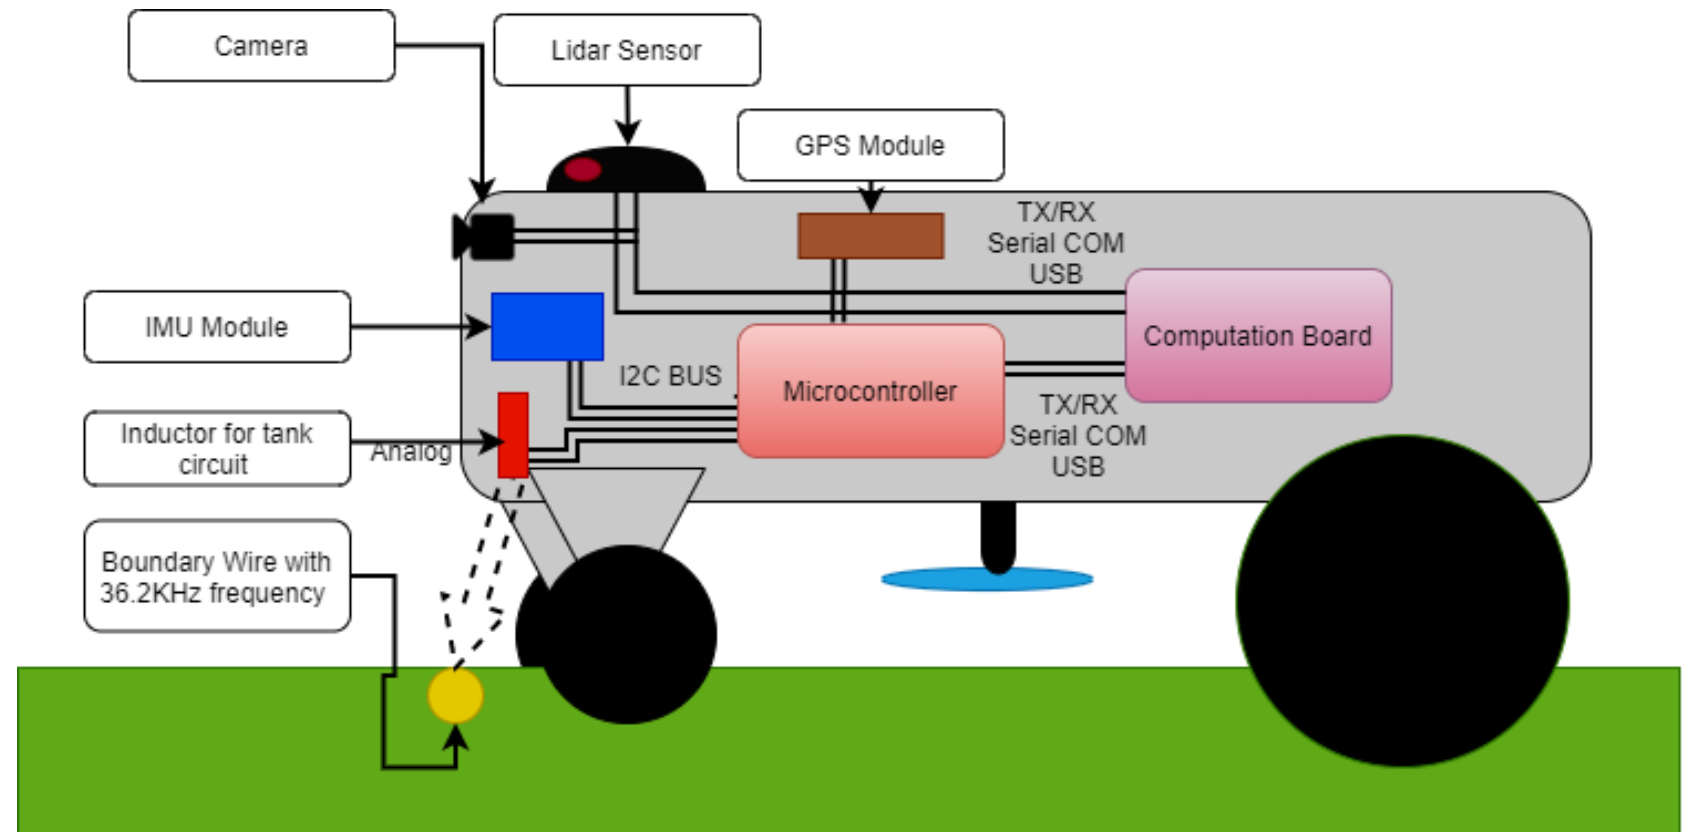 Camera
Lidar Sensor
GPS Module
TX/RX
Serial COM
USB
Computation Board
IMU Module
I2C BUS
Microcontroller
TX/RX
Serial COM
USB
Inductor for tank
circuit
Analog
Boundary Wire with
36.2KHz frequency